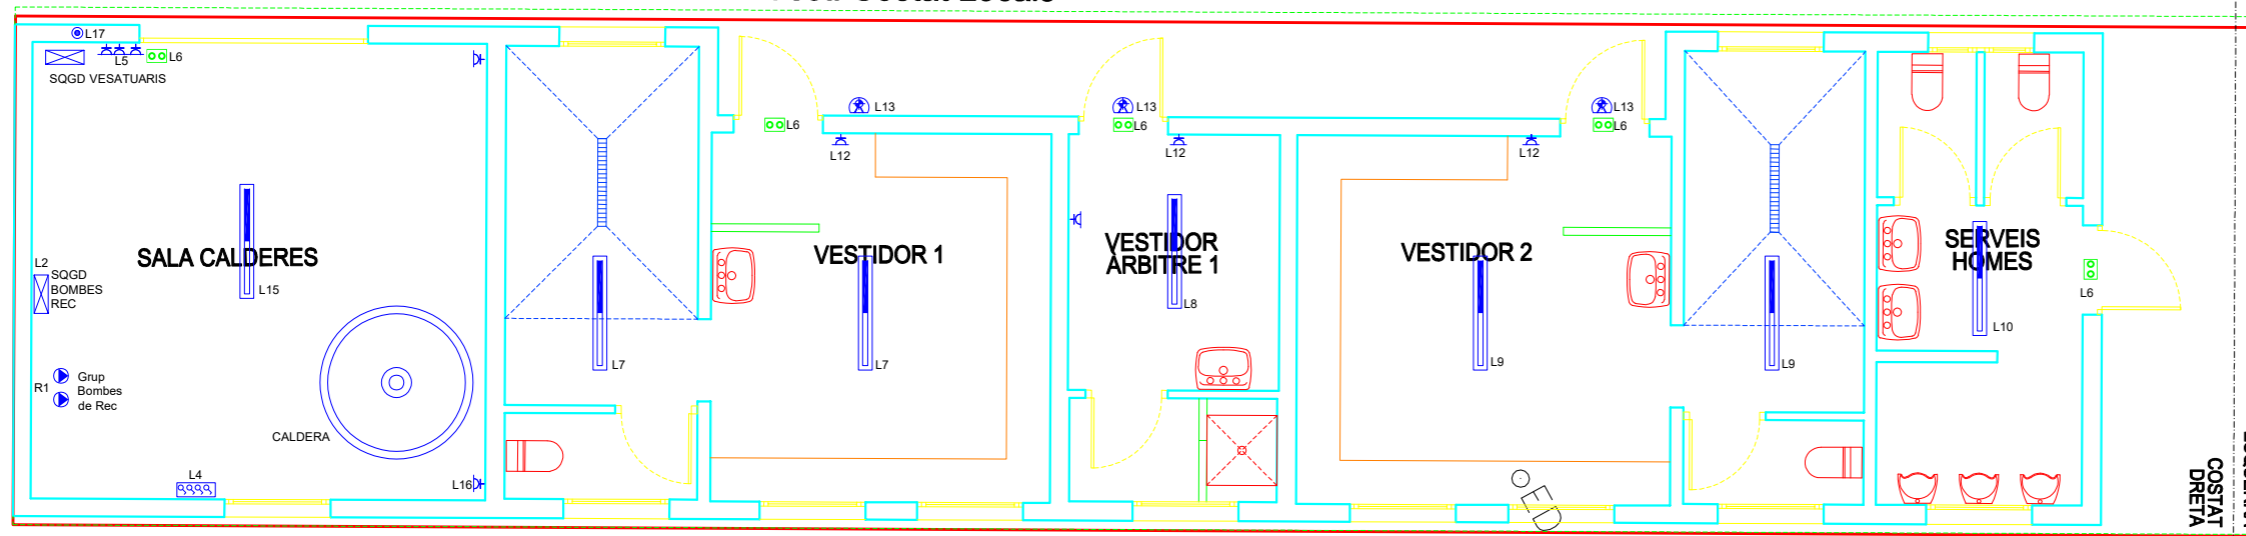 L17
L5
L6
SQGD VESATUARIS
L13
L6
L12
L13
L6
L12
L13
L6
L12
SALA CALDERES
L15
L2
SQGD
BOMBES
REC
R1
Grup
Bombes
de Rec
CALDERA
L4
L16
L7
VESTIDOR 1
L7
VESTIDOR
ARBITRE 1
L8
VESTIDOR 2
L9
L9
SERVEIS
HOMES
L10
L6
COSTAT
DRETA